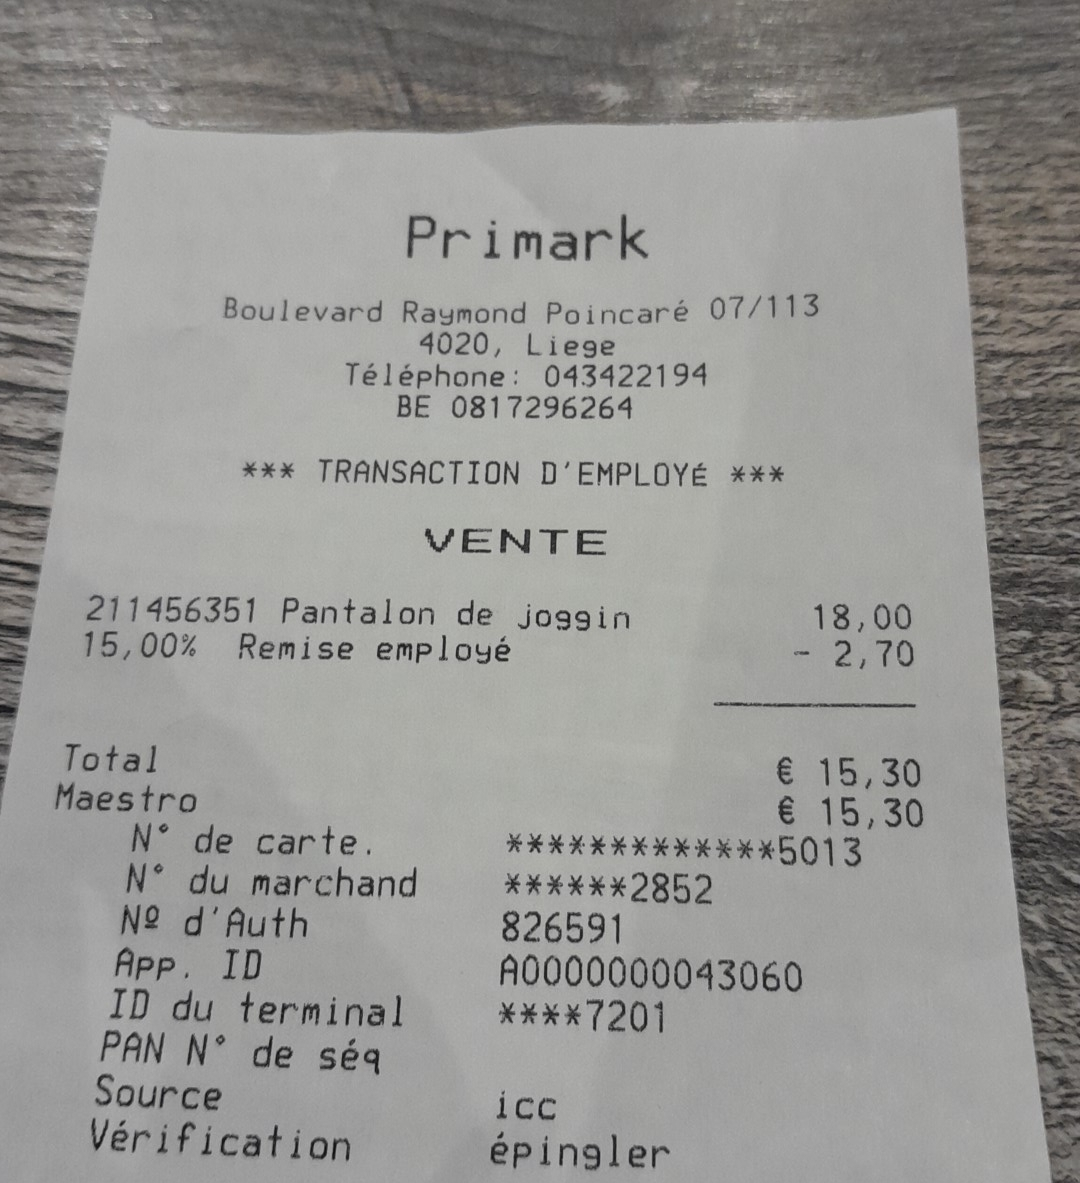 Primark
Boulevard Raymond Poincaré 07/113
4020, Liege
Téléphone: 043422194
BE 0817296264
*** TRANSACTION D'EMPLOYÉ ***
VENTE
211456351 Pantalon de joggin 18,00
15,00% Remise employé - 2,70
Total € 15,30
Maestro € 15,30
N° de carte. *************5013
N° du marchand ******2852
Nº d'Auth 826591
App. ID A0000000043060
ID du terminal ****7201
PAN N° de séq
Source icc
Vérification épingler